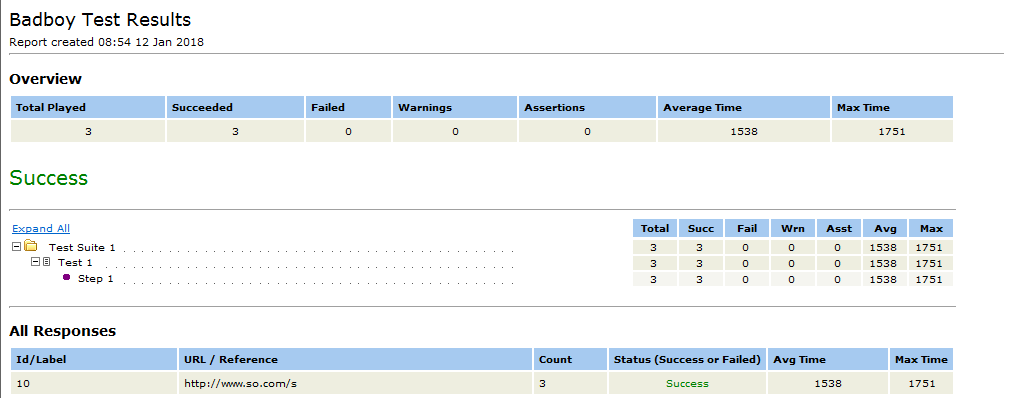 Badboy Test Results
Report created 08:54 12 Jan 2018
Overview
Total Played Succeeded Failed Warnings Assertions Average Time Max Time
3 3 0 0 0 1538 1751
Success
Expand All Total Succ Fail Wrn Asst Avg Max
Test Suite 1 3 3 0 0 0 1538 1751
Test 1 3 3 0 0 0 1538 1751
Step 1 3 3 0 0 0 1538 1751
All Responses
Id/Label URL / Reference Count Status (Success or Failed) Avg Time Max Time
10 http://www.so.com/s 3 Success 1538 1751